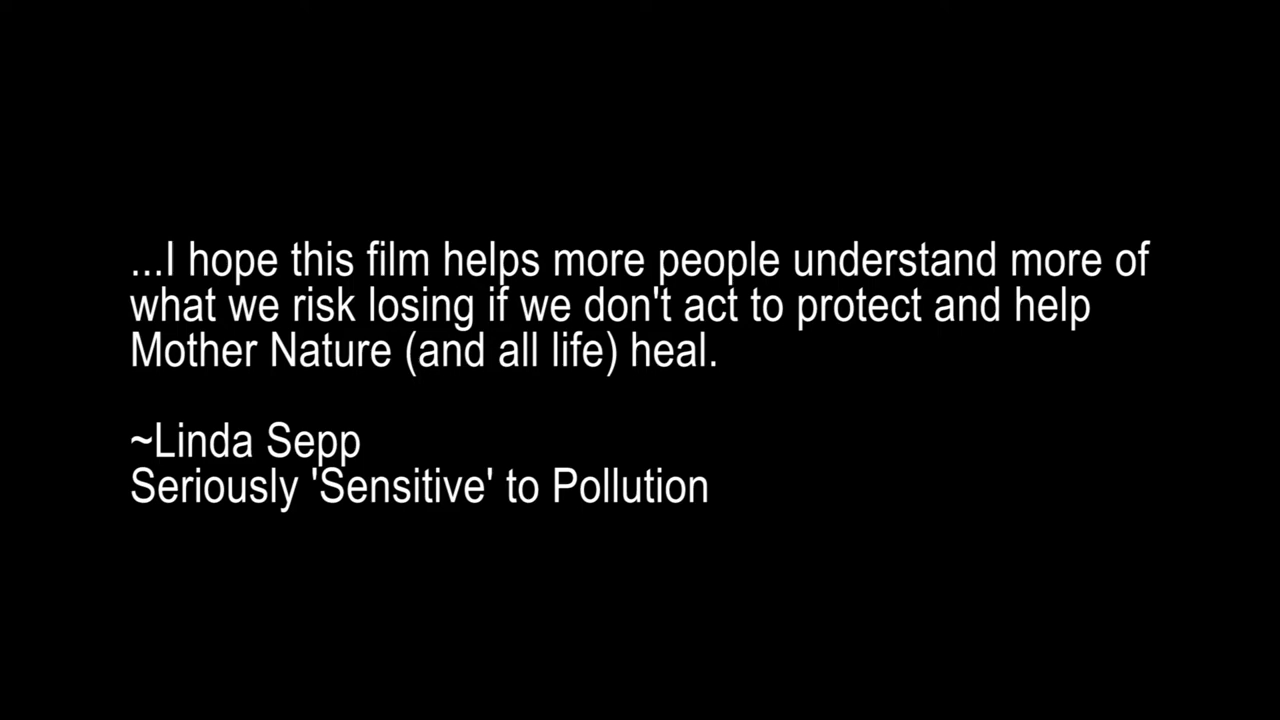 ...I hope this film helps more people understand more of
what we risk losing if we don't act to protect and help
Mother Nature (and all life) heal.
~Linda Sepp
Seriously 'Sensitive' to Pollution